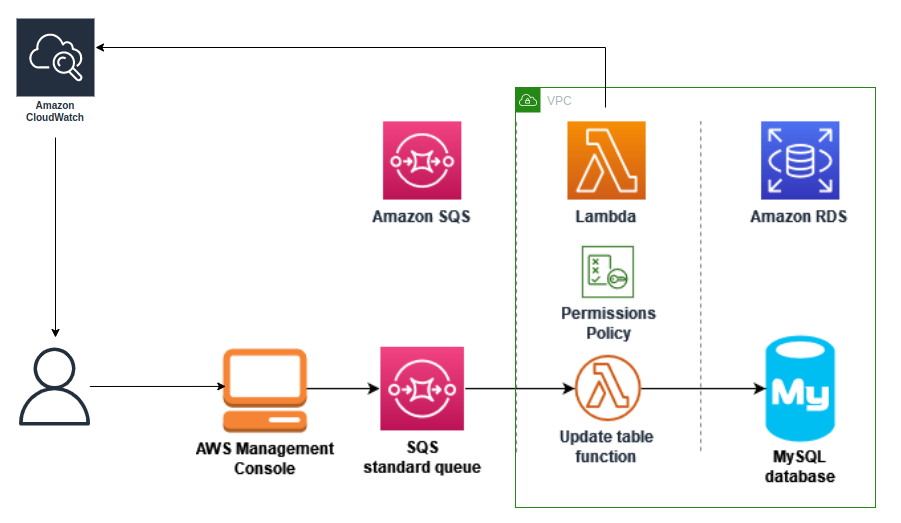 Amazon
CloudWatch
VPC
Amazon SQS
Lambda
Amazon RDS
Permissions
Policy
AWS Management
Console
SQS
standard queue
Update table
function
My
MySQL
database